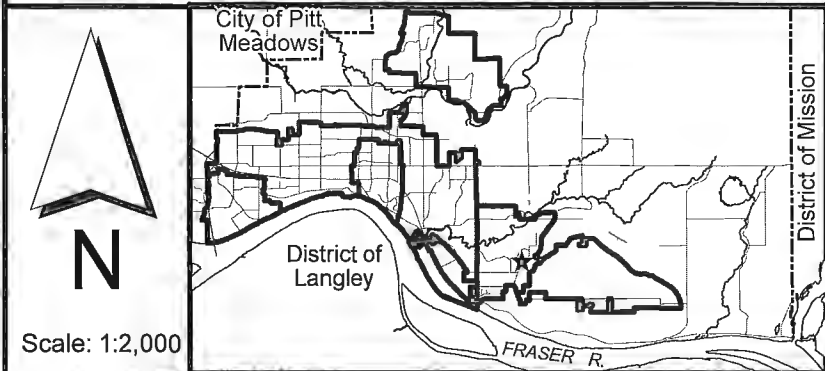 N
Scale: 1:2,000
City of Pitt
Meadows
District of
Langley
FRASER R.
District of Mission